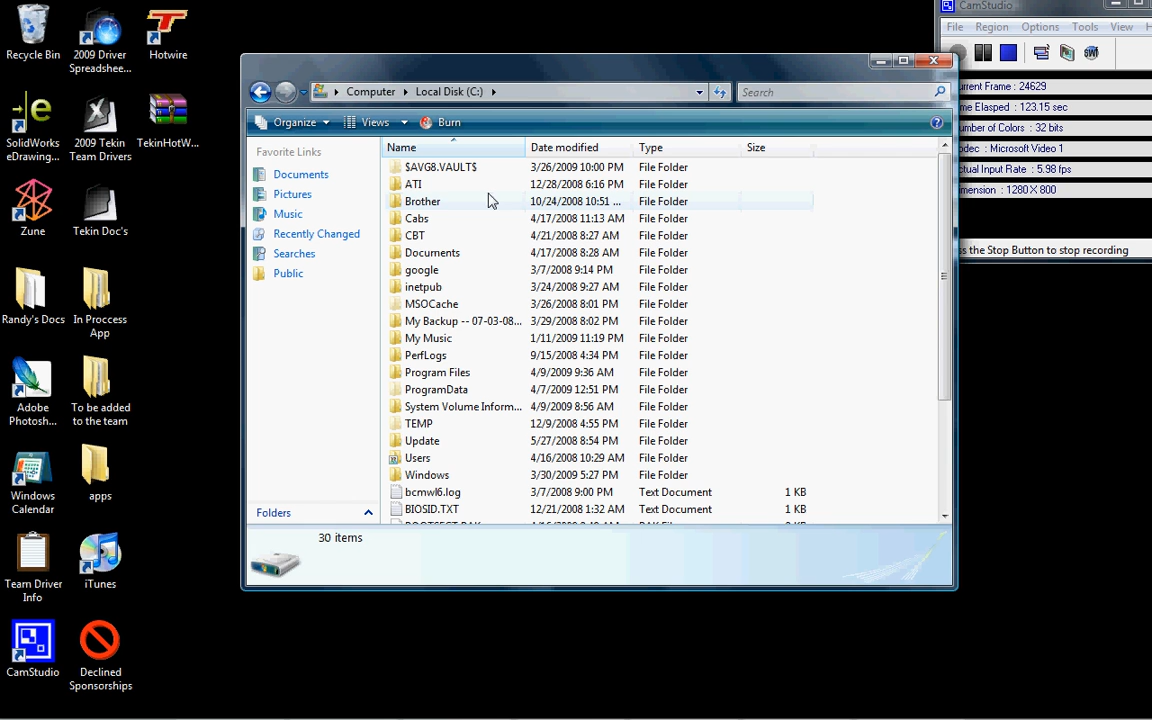 Recycle Bin
2009 Driver
Spreadshee...
Hotwire
SolidWorks
eDrawing...
2009 Tekin
Team Drivers
TekinHotW...
Zune
Tekin Doc's
Randy's Docs
In Proccess
App
Adobe
Photosh...
To be added
to the team
Windows
Calendar
apps
Team Driver
Info
iTunes
CamStudio
Declined
Sponsorships
Computer
Local Disk (C:)
Search
Organize
Views
Burn
Favorite Links
Documents
Pictures
Music
Recently Changed
Searches
Public
Folders
Name Date modified Type Size
$AVG8.VAULT$ 3/26/2009 10:00 PM File Folder
ATI 12/28/2008 6:16 PM File Folder
Brother 10/24/2008 10:51 ... File Folder
Cabs 4/17/2008 11:13 AM File Folder
CBT 4/21/2008 8:27 AM File Folder
Documents 4/17/2008 8:28 AM File Folder
google 3/7/2008 9:14 PM File Folder
inetpub 3/24/2008 9:27 AM File Folder
MSOCache 3/26/2008 8:01 PM File Folder
My Backup -- 07-03-08... 3/29/2008 8:02 PM File Folder
My Music 1/11/2009 11:19 PM File Folder
PerfLogs 9/15/2008 4:34 PM File Folder
Program Files 4/9/2009 9:36 AM File Folder
ProgramData 4/7/2009 12:51 PM File Folder
System Volume Inform... 4/9/2009 8:56 AM File Folder
TEMP 12/9/2008 4:55 PM File Folder
Update 5/27/2008 8:54 PM File Folder
Users 4/16/2008 10:29 AM File Folder
Windows 3/30/2009 5:27 PM File Folder
bcmwl6.log 3/7/2008 9:00 PM Text Document 1 KB
BIOSID.TXT 12/21/2008 1:32 AM Text Document 1 KB
30 items
CamStudio
File Region Options Tools View H
urrent Frame : 24629
me Elasped : 123.15 sec
umber of Colors : 32 bits
odec : Microsoft Video 1
ctual Input Rate : 5.98 fps
mension : 1280 X 800
ss the Stop Button to stop recording